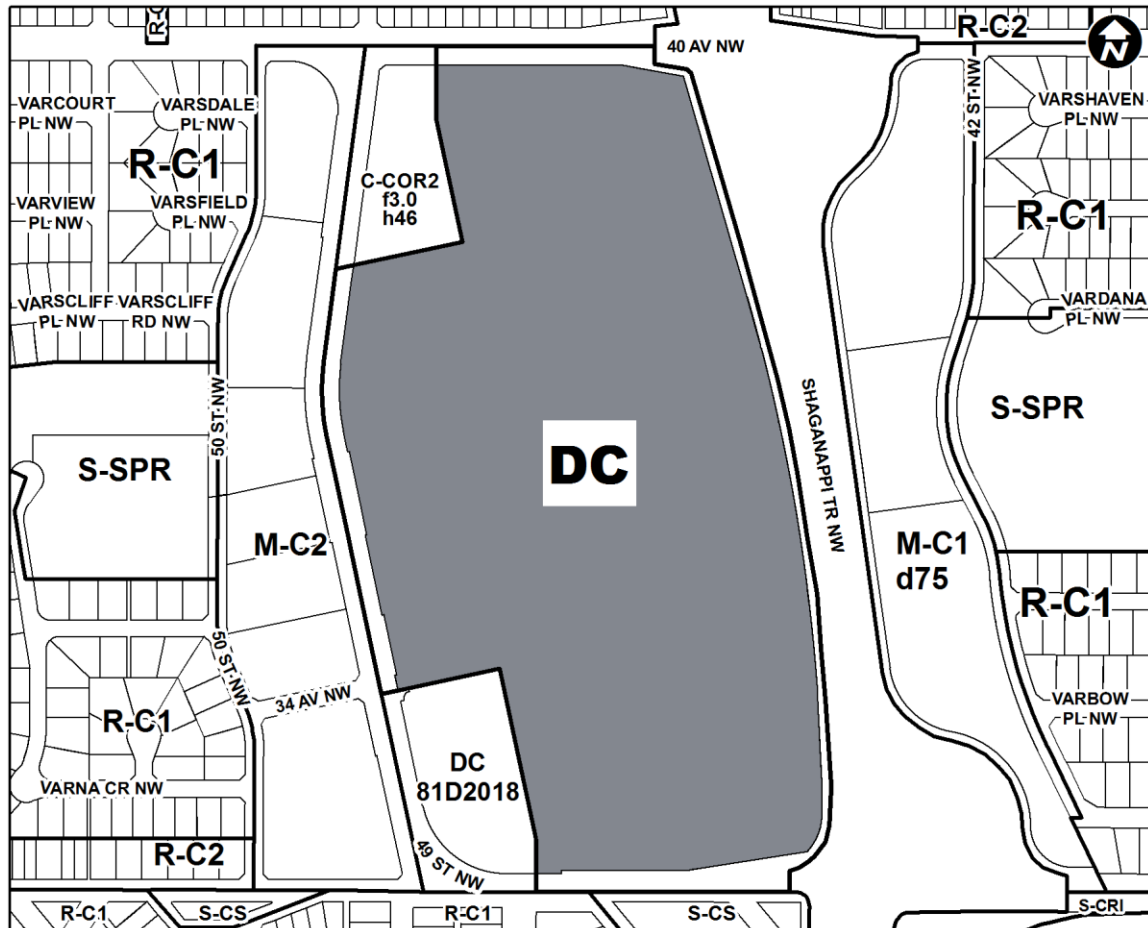 R-C
40 AV NW
R-C2
N
VARCOURT
PL NW
VARSDALE
PL NW
42 ST NW
VARSHAVEN
PL NW
R-C1
C-COR2
f3.0
h46
VARVIEW
PL NW
VARSFIELD
PL NW
R-C1
VARSCLIFF
PL NW
VARSCLIFF
RD NW
VARDANA
PL NW
50 ST NW
SHAGANAPPI TR NW
S-SPR
S-SPR
DC
M-C2
M-C1
d75
R-C1
50 ST NW
34 AV NW
R-C1
VARBOW
PL NW
DC
81D2018
VARNA CR NW
R-C2
49 ST NW
R-C1
S-CS
R-C1
S-CS
S-CRI